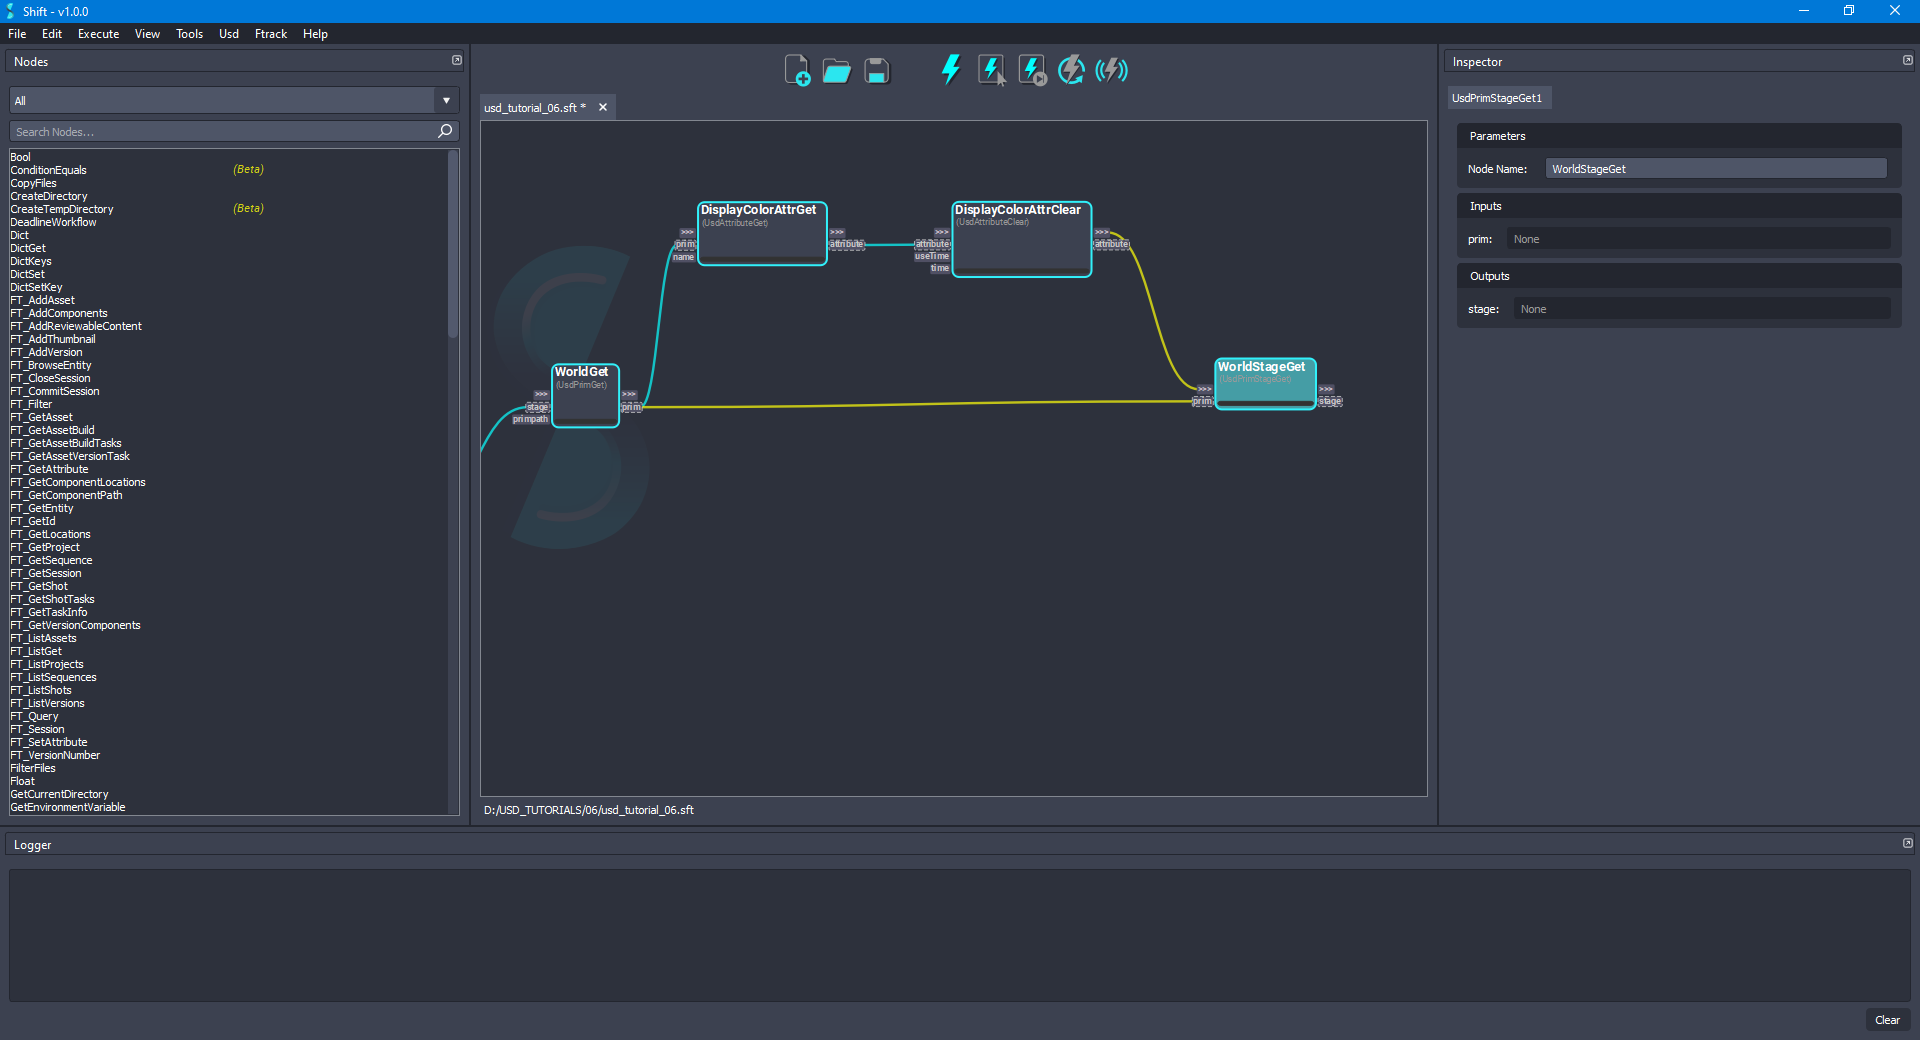 Shift - v1.0.0
File Edit Execute View Tools Usd Ftrack Help
Nodes
All
Search Nodes...
Bool
ConditionEquals (Beta)
CopyFiles
CreateDirectory
CreateTempDirectory (Beta)
DeadlineWorkflow
Dict
DictGet
DictKeys
DictSet
DictSetKey
FT_AddAsset
FT_AddComponents
FT_AddReviewableContent
FT_AddThumbnail
FT_AddVersion
FT_BrowseEntity
FT_CloseSession
FT_CommitSession
FT_Filter
FT_GetAsset
FT_GetAssetBuild
FT_GetAssetBuildTasks
FT_GetAssetVersionTask
FT_GetAttribute
FT_GetComponentLocations
FT_GetComponentPath
FT_GetEntity
FT_GetId
FT_GetLocations
FT_GetProject
FT_GetSequence
FT_GetSession
FT_GetShot
FT_GetShotTasks
FT_GetTaskInfo
FT_GetVersionComponents
FT_ListAssets
FT_ListGet
FT_ListProjects
FT_ListSequences
FT_ListShots
FT_ListVersions
FT_Query
FT_Session
FT_SetAttribute
FT_VersionNumber
FilterFiles
Float
GetCurrentDirectory
GetEnvironmentVariable
usd_tutorial_06.sft *
DisplayColorAttrGet
(UsdAttributeGet)
>>> >>>
prim attribute
name
DisplayColorAttrClear
(UsdAttributeClear)
>>> >>>
attribute attribute
useTime
time
WorldGet
(UsdPrimGet)
>>> >>>
stage prim
primpath
WorldStageGet
(UsdPrimStageGet)
>>> >>>
prim stage
D:/USD_TUTORIALS/06/usd_tutorial_06.sft
Inspector
UsdPrimStageGet1
Parameters
Node Name: WorldStageGet
Inputs
prim: None
Outputs
stage: None
Logger
Clear